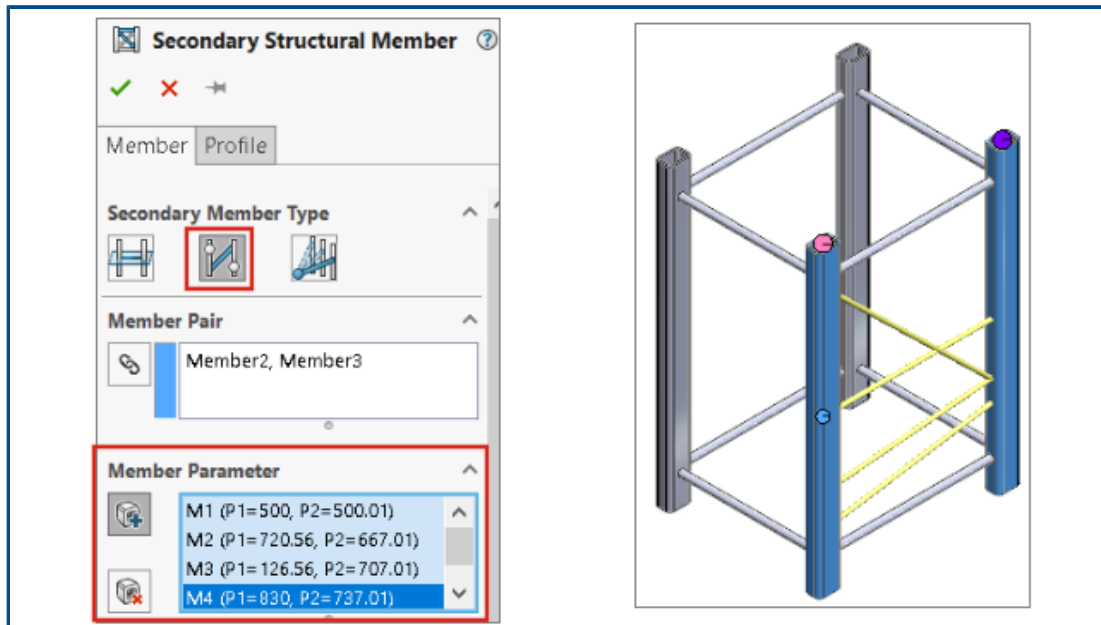 Secondary Structural Member ?
Member Profile
Secondary Member Type
Member Pair
Member2, Member3
Member Parameter
M1 (P1=500, P2=500.01)
M2 (P1=720.56, P2=667.01)
M3 (P1=126.56, P2=707.01)
M4 (P1=830, P2=737.01)